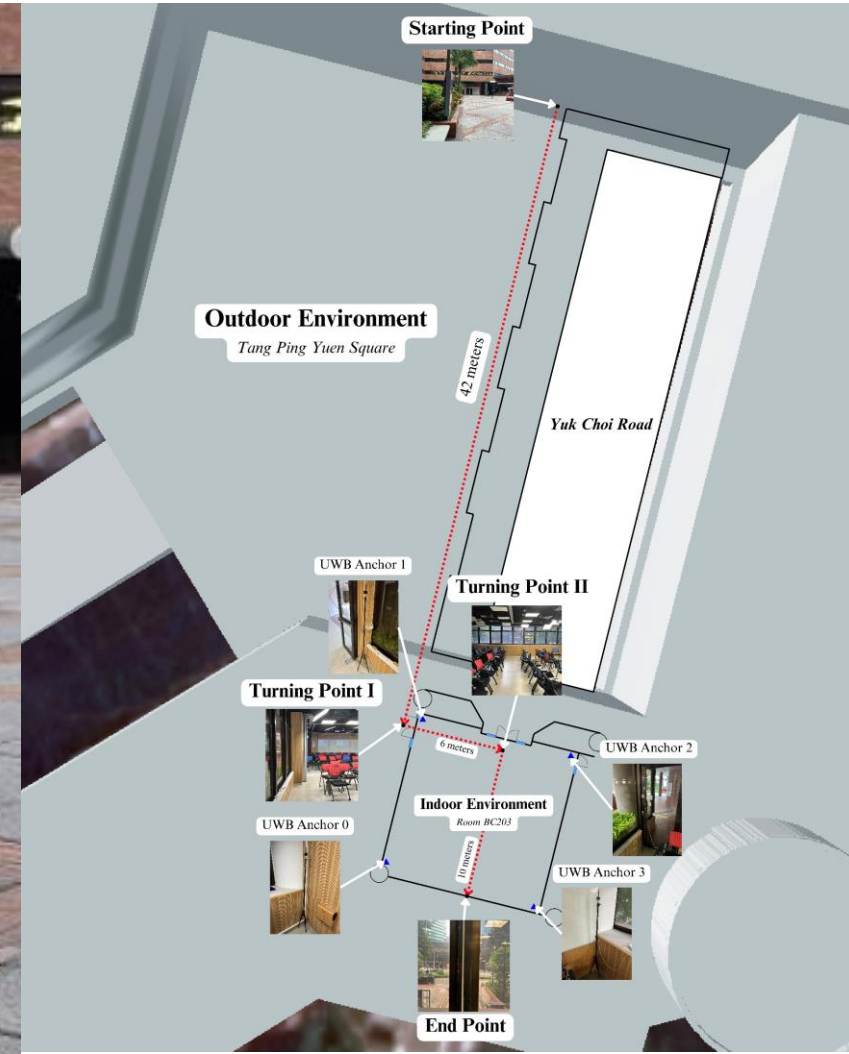 Starting Point
Outdoor Environment
Tang Ping Yuen Square
42 meters
Yuk Choi Road
UWB Anchor 1
Turning Point II
Turning Point I
6 meters
UWB Anchor 2
Indoor Environment
Room BC203
UWB Anchor 0
10 meters
UWB Anchor 3
End Point